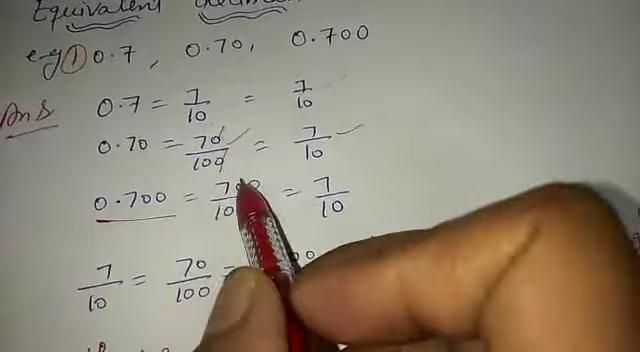 Equivalent
e-g ① 0.7, 0.70, 0.700
Ans 0.7 = 7/10 = 7/10
0.70 = 70/100 ✓ = 7/10 ✓
0.700 = 700/10 = 7/10
7/10 = 70/100 =